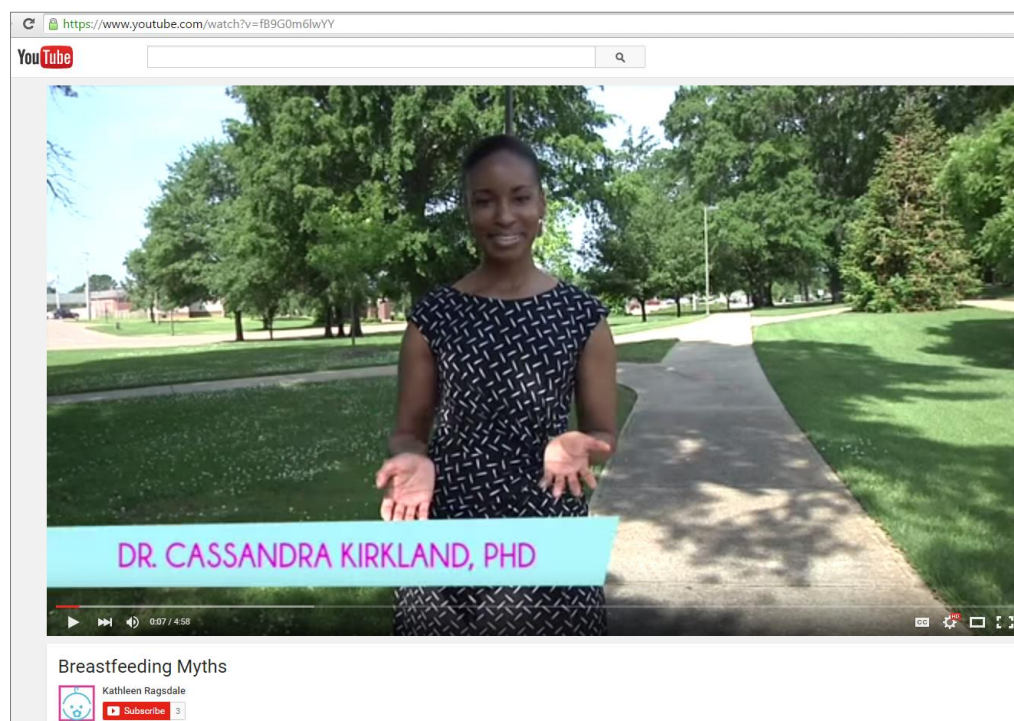 https://www.youtube.com/watch?v=fB9G0m6lwYY
YouTube
DR. CASSANDRA KIRKLAND, PHD
0:07 / 4:58
CC
HD
Breastfeeding Myths
Kathleen Ragsdale
Subscribe 3